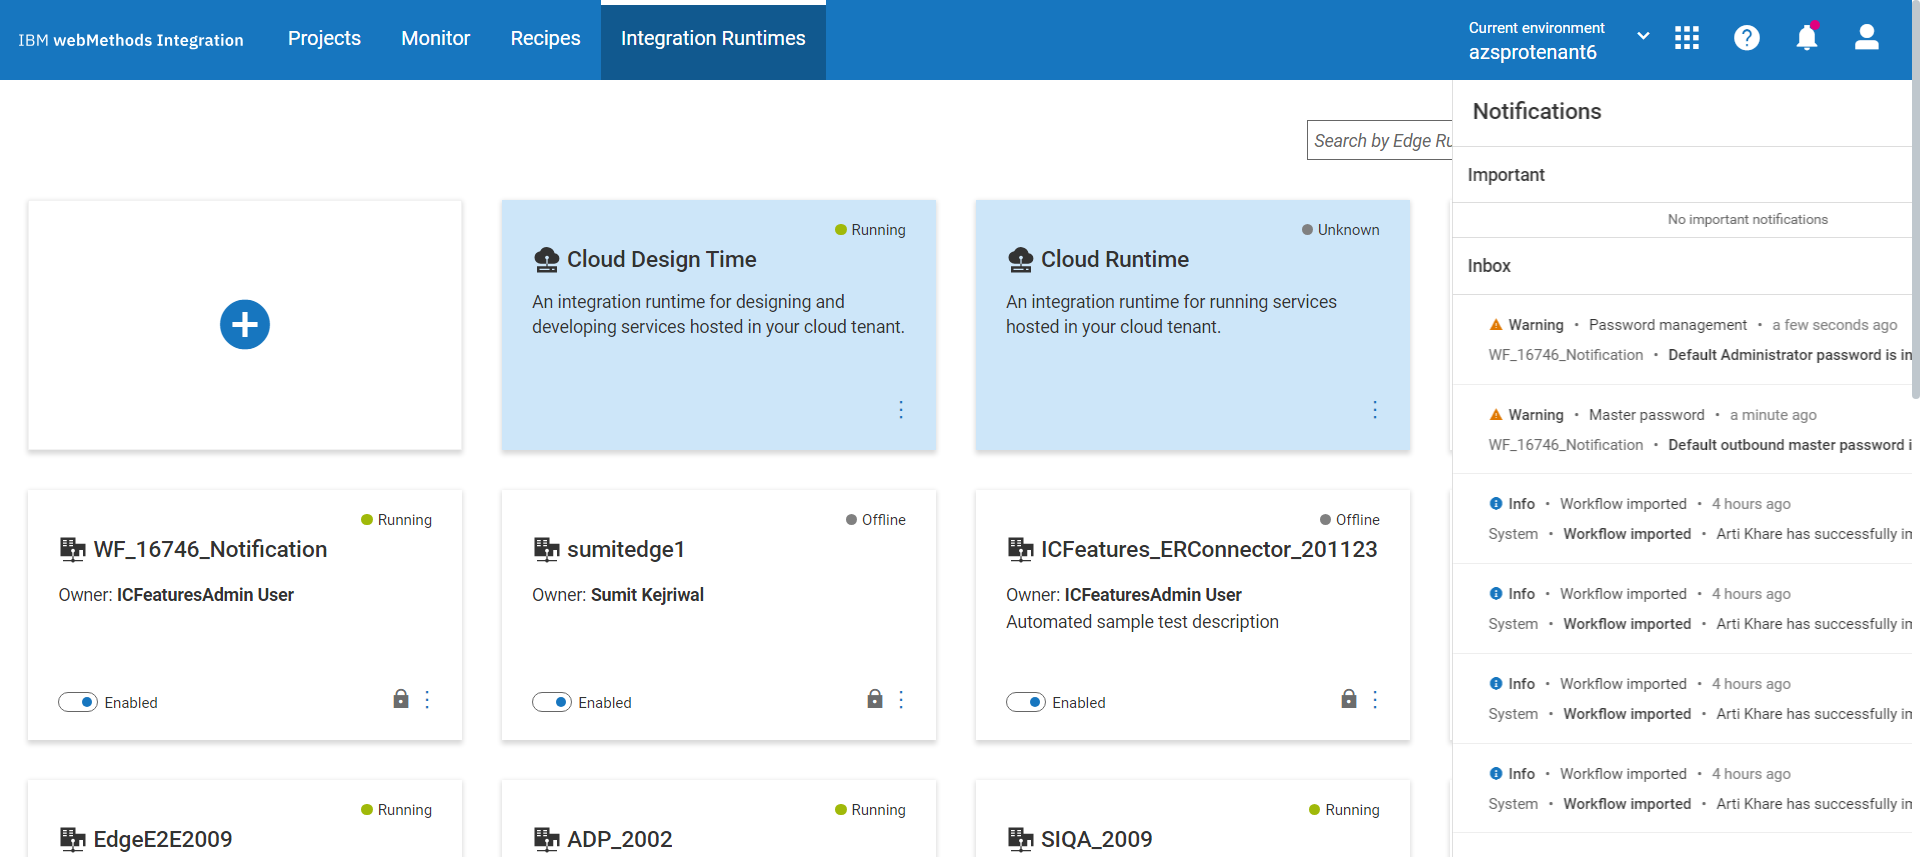 IBM webMethods Integration
Projects
Monitor
Recipes
Integration Runtimes
Current environment
azsprotenant6
Search by Edge Ru
Running
Cloud Design Time
An integration runtime for designing and
developing services hosted in your cloud tenant.
Unknown
Cloud Runtime
An integration runtime for running services
hosted in your cloud tenant.
Running
WF_16746_Notification
Owner: ICFeaturesAdmin User
Enabled
Offline
sumitedge1
Owner: Sumit Kejriwal
Enabled
Offline
ICFeatures_ERConnector_201123
Owner: ICFeaturesAdmin User
Automated sample test description
Enabled
Running
EdgeE2E2009
Running
ADP_2002
Running
SIQA_2009
Notifications
Important
No important notifications
Inbox
Warning • Password management • a few seconds ago
WF_16746_Notification • Default Administrator password is in
Warning • Master password • a minute ago
WF_16746_Notification • Default outbound master password i
Info • Workflow imported • 4 hours ago
System • Workflow imported • Arti Khare has successfully im
Info • Workflow imported • 4 hours ago
System • Workflow imported • Arti Khare has successfully im
Info • Workflow imported • 4 hours ago
System • Workflow imported • Arti Khare has successfully im
Info • Workflow imported • 4 hours ago
System • Workflow imported • Arti Khare has successfully im